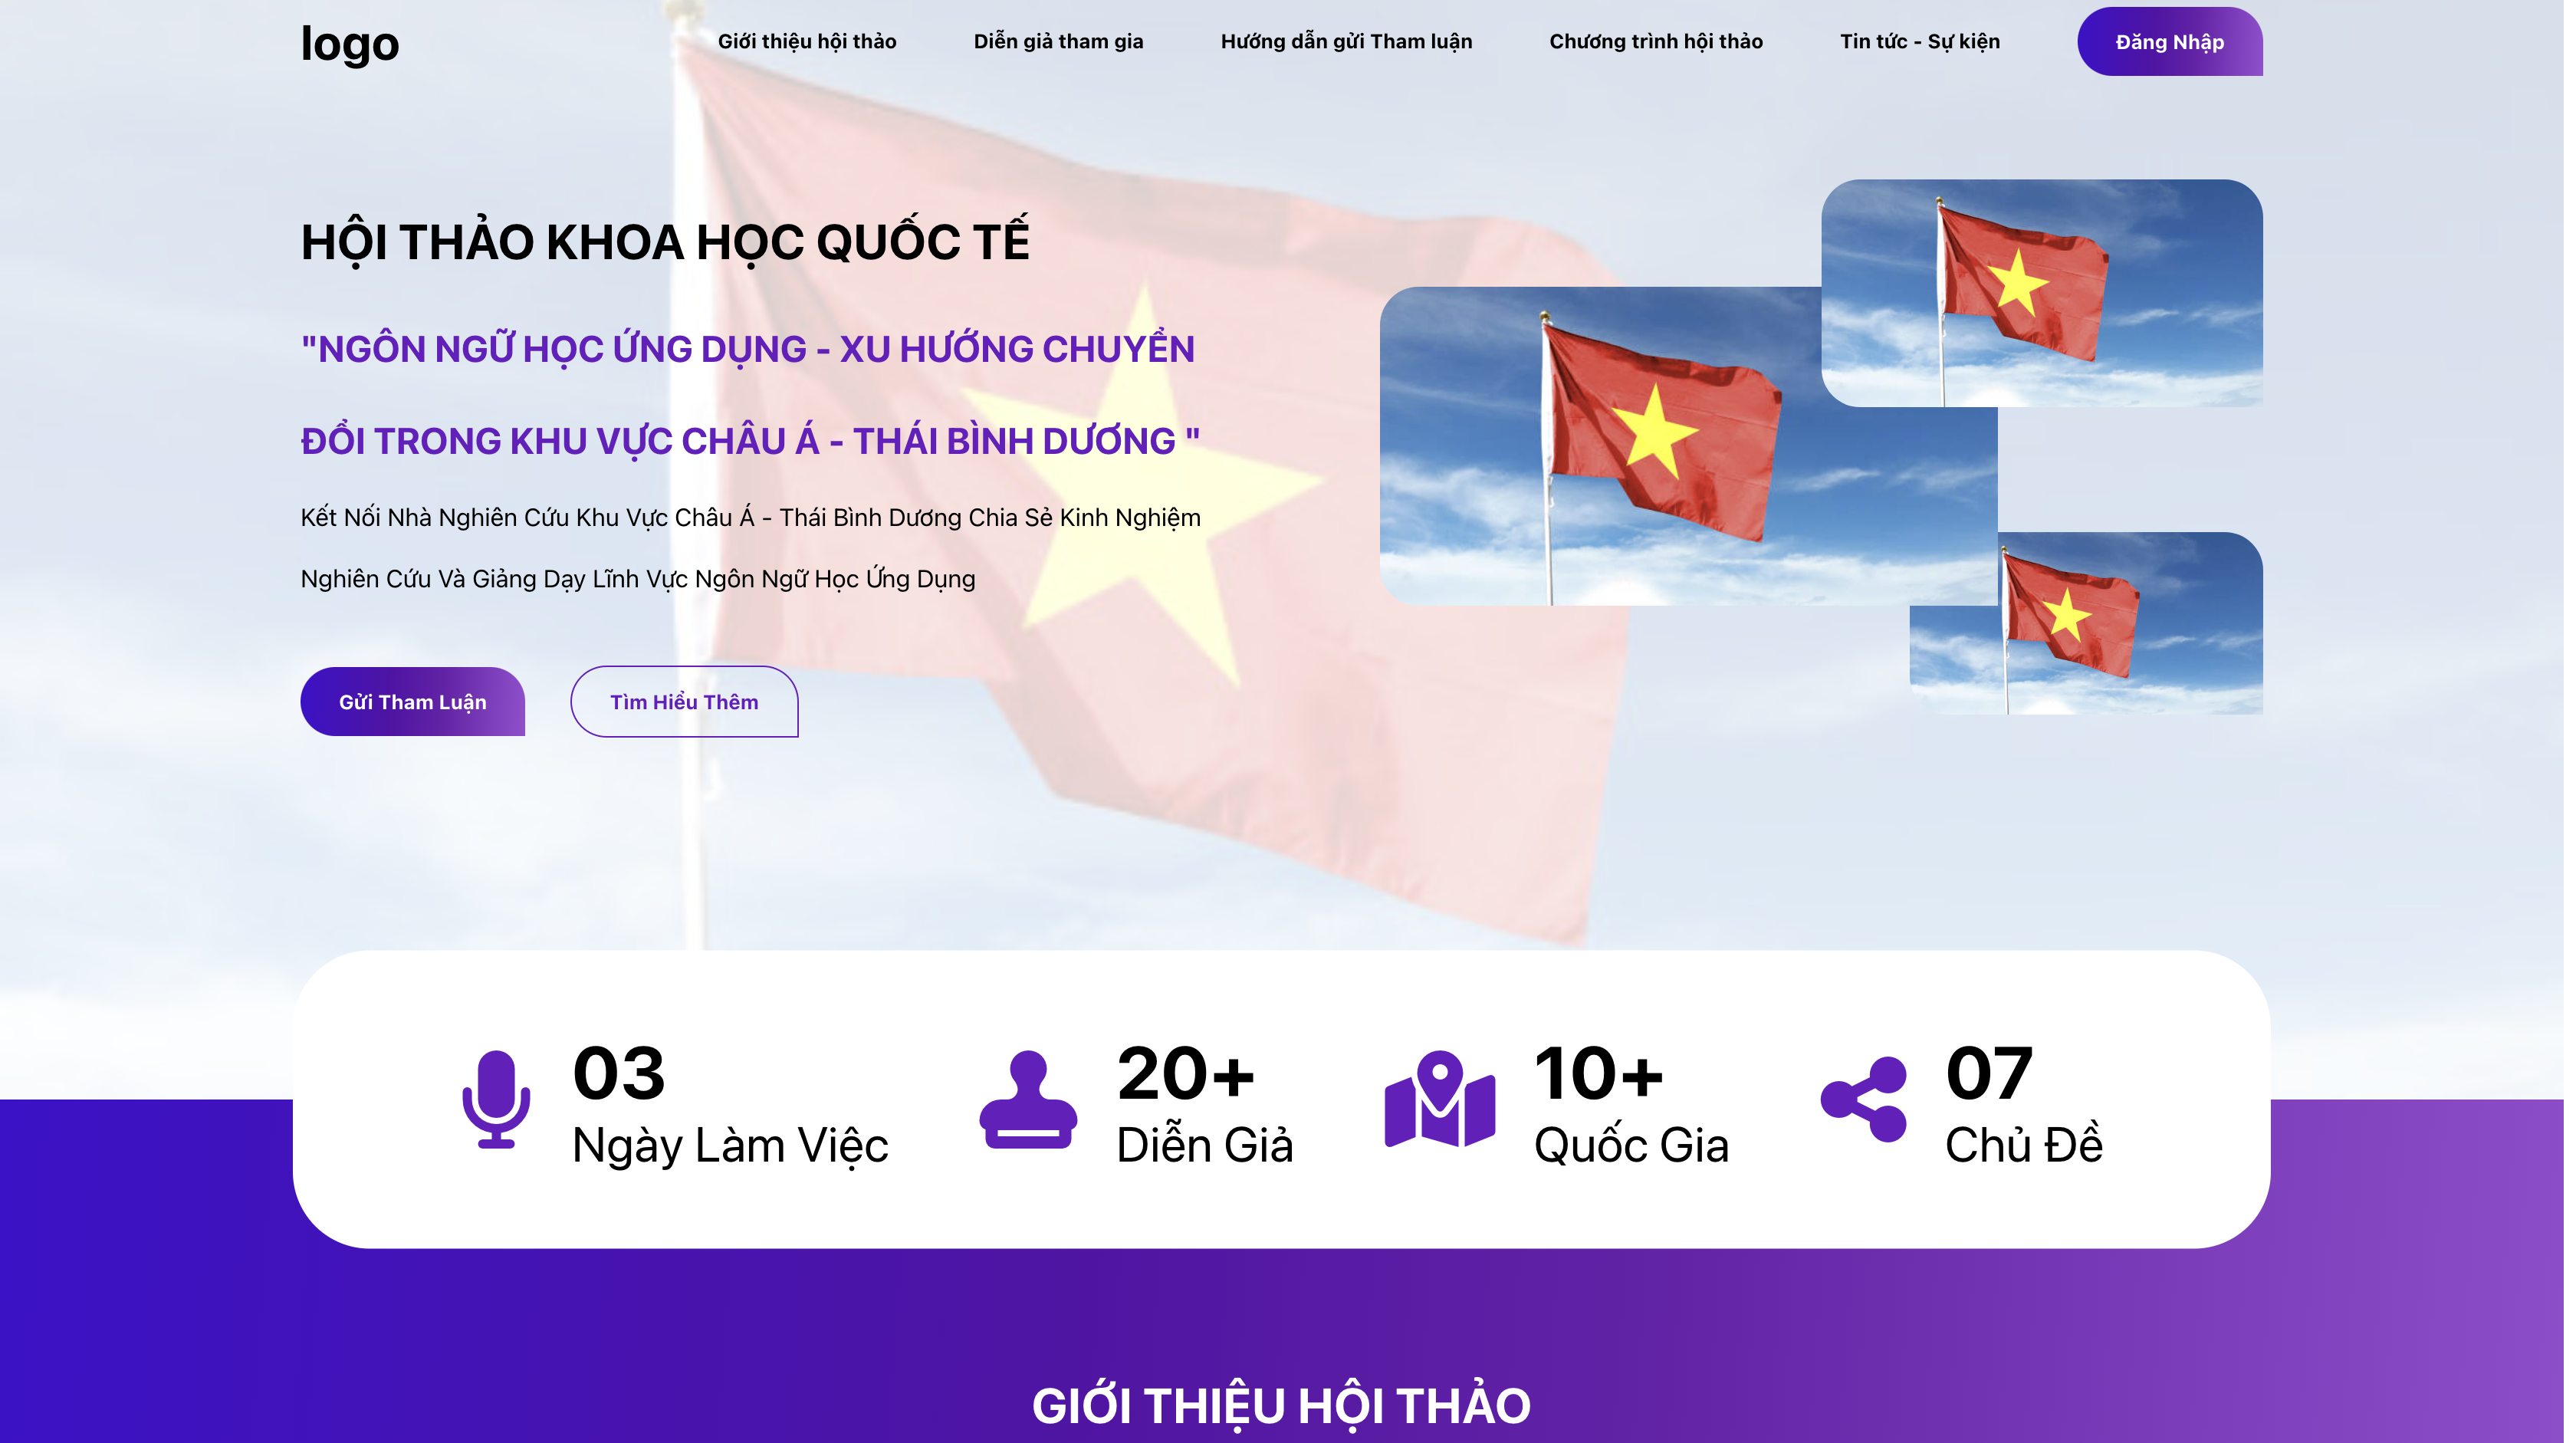 logo
Giới thiệu hội thảo
Diễn giả tham gia
Hướng dẫn gửi Tham luận
Chương trình hội thảo
Tin tức - Sự kiện
Đăng Nhập
HỘI THẢO KHOA HỌC QUỐC TẾ
"NGÔN NGỮ HỌC ỨNG DỤNG - XU HƯỚNG CHUYỂN
ĐỔI TRONG KHU VỰC CHÂU Á - THÁI BÌNH DƯƠNG "
Kết Nối Nhà Nghiên Cứu Khu Vực Châu Á - Thái Bình Dương Chia Sẻ Kinh Nghiệm
Nghiên Cứu Và Giảng Dạy Lĩnh Vực Ngôn Ngữ Học Ứng Dụng
Gửi Tham Luận
Tìm Hiểu Thêm
03
Ngày Làm Việc
20+
Diễn Giả
10+
Quốc Gia
07
Chủ Đề
GIỚI THIỆU HỘI THẢO